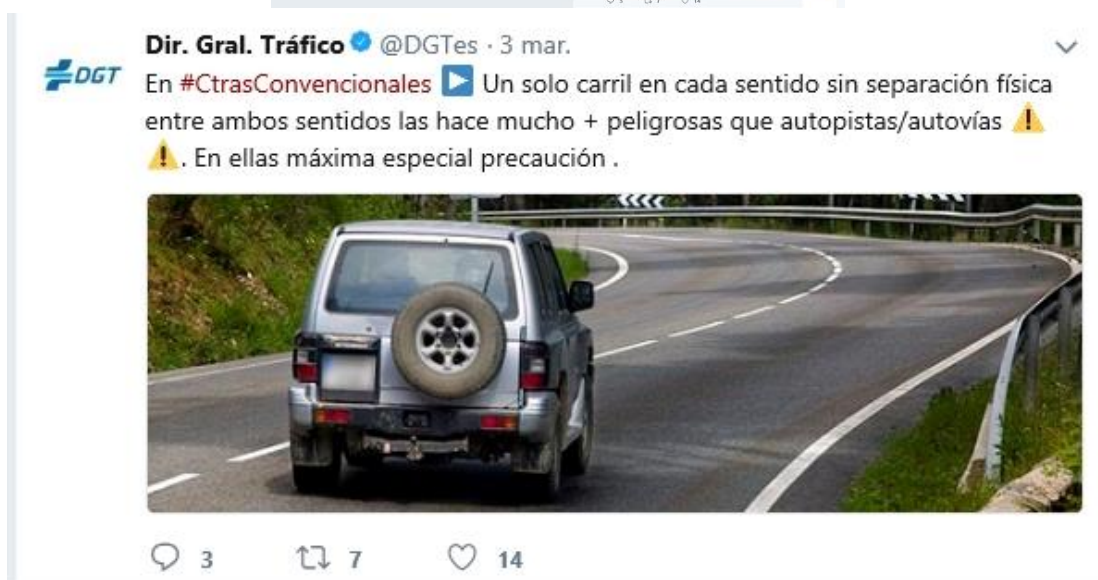 Dir. Gral. Tráfico @DGTes · 3 mar.
DGT
En #CtrasConvencionales ▶ Un solo carril en cada sentido sin separación física
entre ambos sentidos las hace mucho + peligrosas que autopistas/autovías ⚠
⚠. En ellas máxima especial precaución .
3 7 14